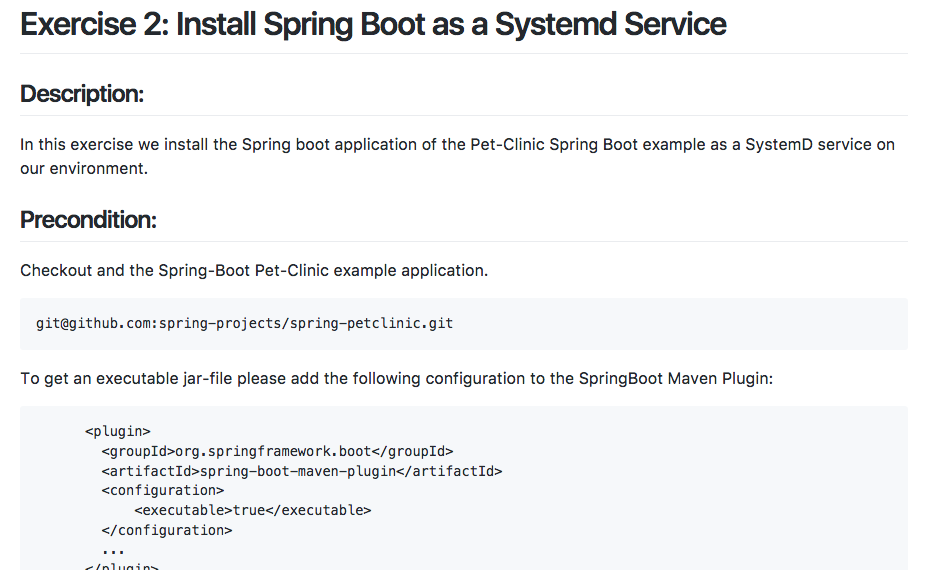 Exercise 2: Install Spring Boot as a Systemd Service
Description:
In this exercise we install the Spring boot application of the Pet-Clinic Spring Boot example as a SystemD service on
our environment.
Precondition:
Checkout and the Spring-Boot Pet-Clinic example application.
git@github.com:spring-projects/spring-petclinic.git
To get an executable jar-file please add the following configuration to the SpringBoot Maven Plugin:
<plugin>
<groupId>org.springframework.boot</groupId>
<artifactId>spring-boot-maven-plugin</artifactId>
<configuration>
<executable>true</executable>
</configuration>
...
</plugin>